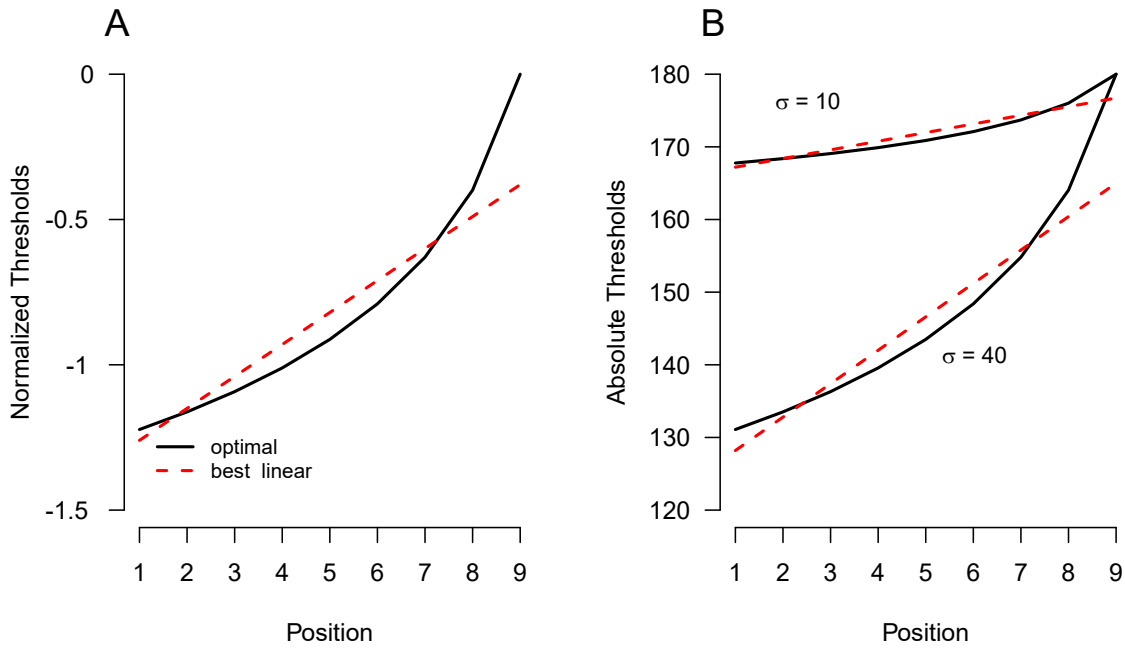 A
Normalized Thresholds
0
-0.5
-1
-1.5
optimal
best linear
1 2 3 4 5 6 7 8 9
Position
B
Absolute Thresholds
180
170
160
150
140
130
120
σ = 10
σ = 40
1 2 3 4 5 6 7 8 9
Position